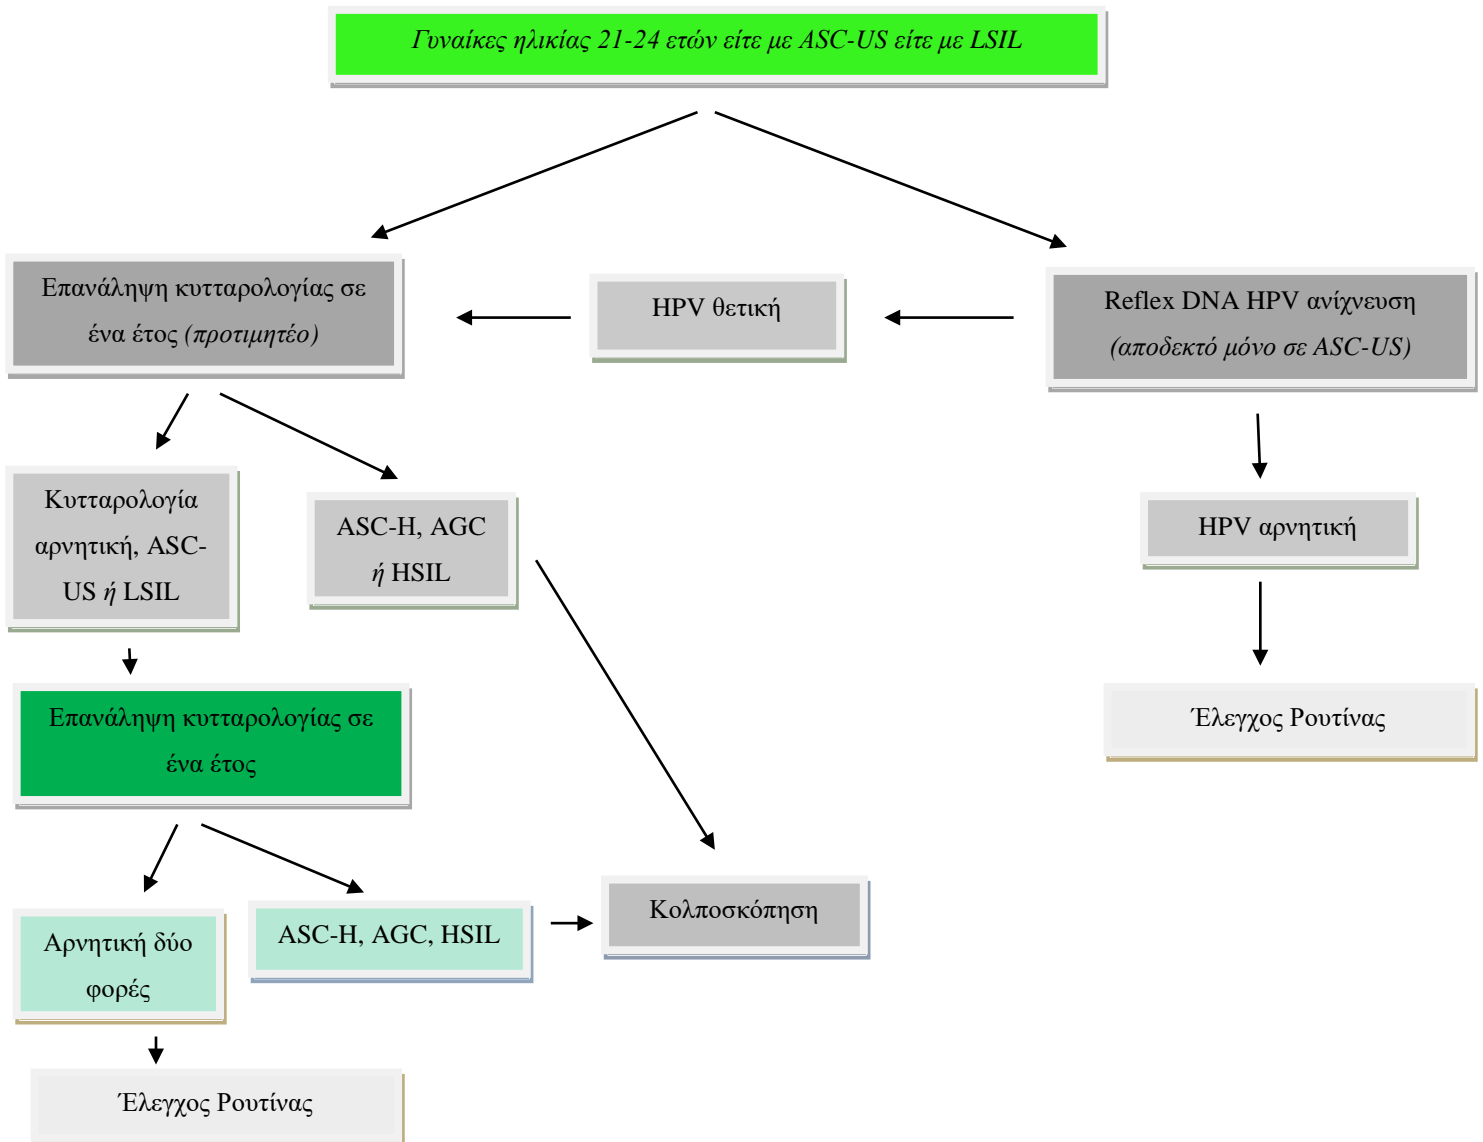 Γυναίκες ηλικίας 21-24 ετών είτε με ASC-US είτε με LSIL
Επανάληψη κυτταρολογίας σε
ένα έτος (προτιμητέο)
HPV θετική
Reflex DNA HPV ανίχνευση
(αποδεκτό μόνο σε ASC-US)
Κυτταρολογία
αρνητική, ASC-
US ή LSIL
ASC-H, AGC
ή HSIL
HPV αρνητική
Επανάληψη κυτταρολογίας σε
ένα έτος
Έλεγχος Ρουτίνας
Αρνητική δύο
φορές
ASC-H, AGC, HSIL
Κολποσκόπηση
Έλεγχος Ρουτίνας